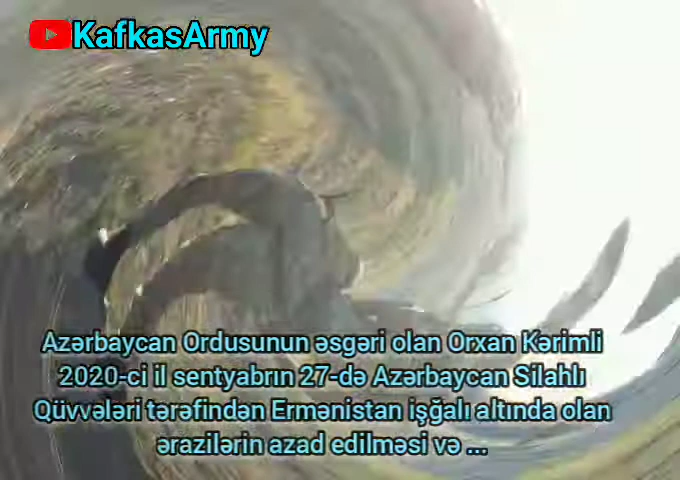 KafkasArmy
Azərbaycan Ordusunun əsgəri olan Orxan Kərimli
2020-ci il sentyabrın 27-də Azərbaycan Silahlı
Qüvvələri tərəfindən Ermənistan işğalı altında olan
ərazilərin azad edilməsi və ...